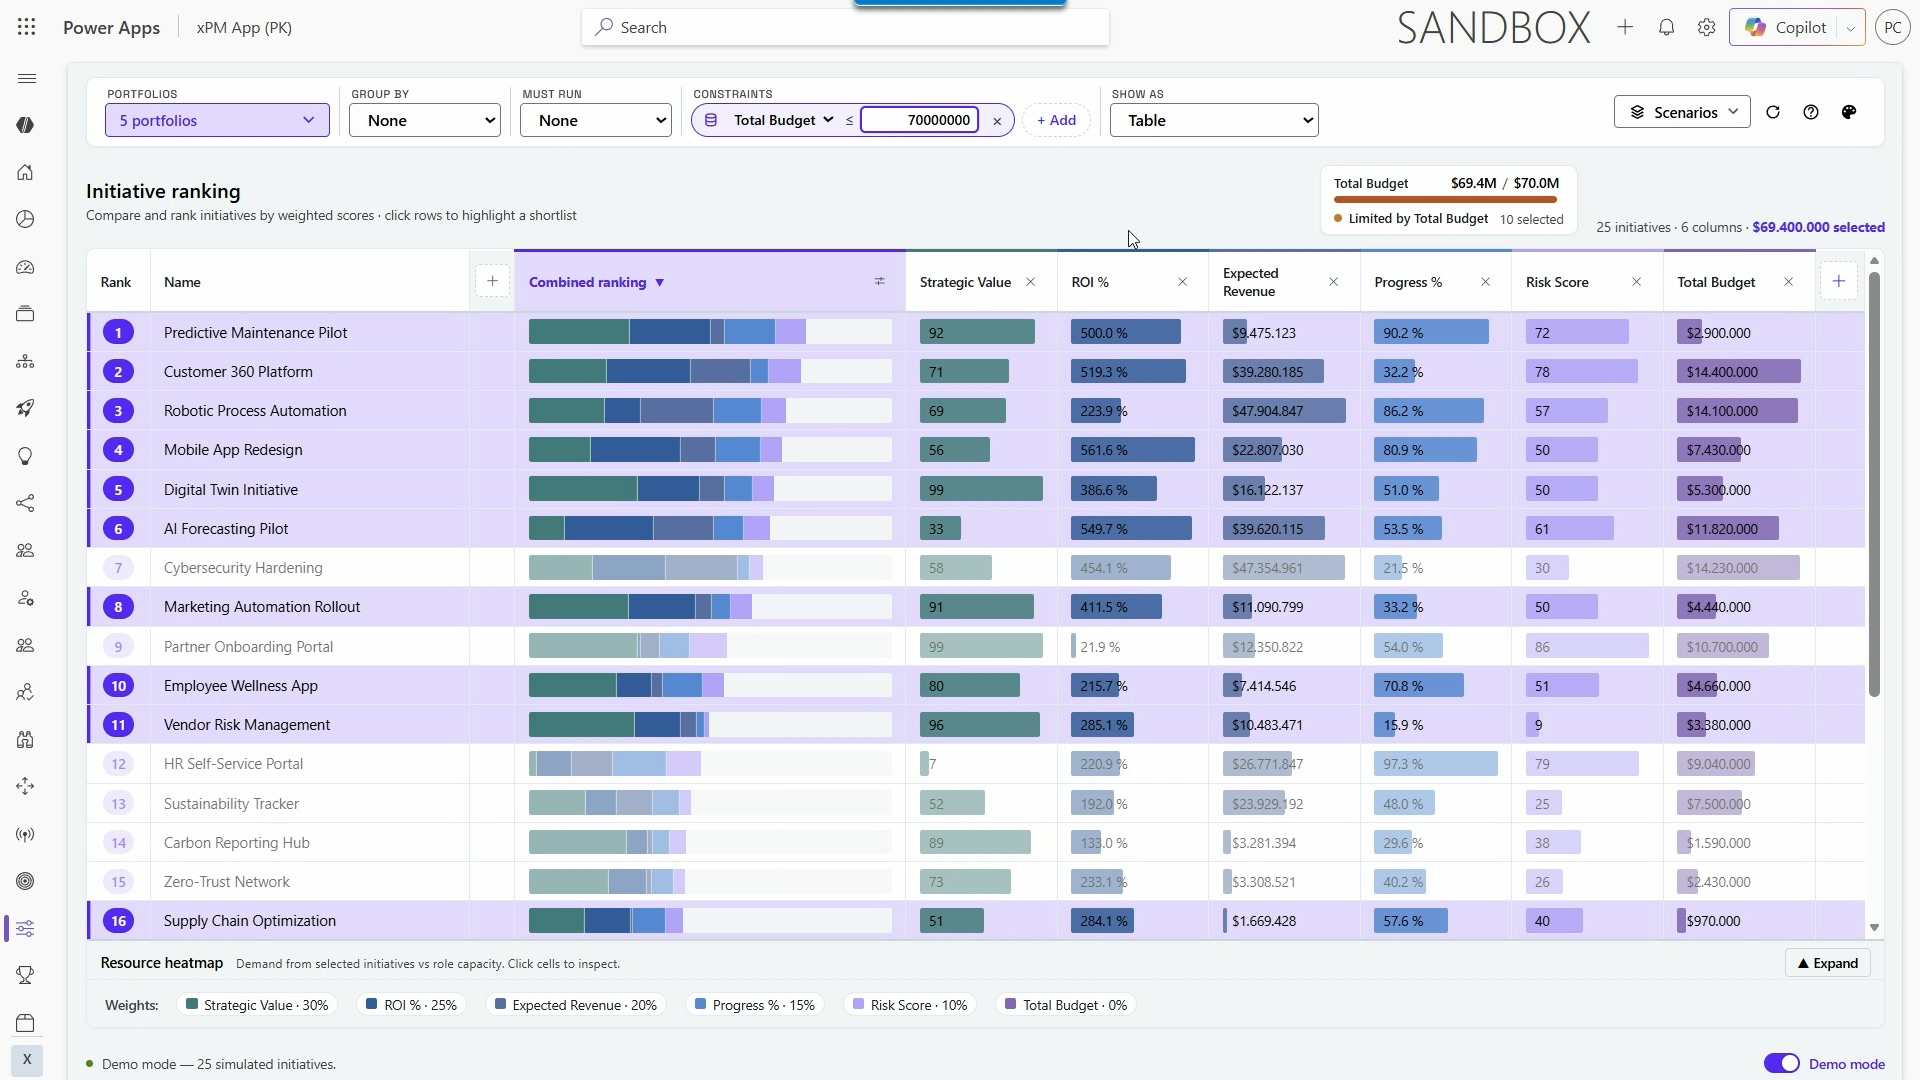 Power Apps
xPM App (PK)
Search
SANDBOX
Copilot
PC
PORTFOLIOS
GROUP BY
MUST RUN
CONSTRAINTS
SHOW AS
5 portfolios
None
None
Total Budget ≤ 70000000 ×
+ Add
Table
Scenarios
Initiative ranking
Compare and rank initiatives by weighted scores · click rows to highlight a shortlist
Total Budget $69.4M / $70.0M
Limited by Total Budget 10 selected
25 initiatives · 6 columns · $69.400.000 selected
Rank Name + Combined ranking ▼ Strategic Value × ROI % × Expected Revenue × Progress % × Risk Score × Total Budget × +
1 Predictive Maintenance Pilot 92 500.0 % $9.475.123 90.2 % 72 $2.900.000
2 Customer 360 Platform 71 519.3 % $39.280.185 32.2 % 78 $14.400.000
3 Robotic Process Automation 69 223.9 % $47.904.847 86.2 % 57 $14.100.000
4 Mobile App Redesign 56 561.6 % $22.807.030 80.9 % 50 $7.430.000
5 Digital Twin Initiative 99 386.6 % $16.122.137 51.0 % 50 $5.300.000
6 AI Forecasting Pilot 33 549.7 % $39.620.115 53.5 % 61 $11.820.000
7 Cybersecurity Hardening 58 454.1 % $47.354.961 21.5 % 30 $14.230.000
8 Marketing Automation Rollout 91 411.5 % $11.090.799 33.2 % 50 $4.440.000
9 Partner Onboarding Portal 99 21.9 % $12.350.822 54.0 % 86 $10.700.000
10 Employee Wellness App 80 215.7 % $7.414.546 70.8 % 51 $4.660.000
11 Vendor Risk Management 96 285.1 % $10.483.471 15.9 % 9 $3.380.000
12 HR Self-Service Portal 7 220.9 % $26.771.847 97.3 % 79 $9.040.000
13 Sustainability Tracker 52 192.0 % $23.929.192 48.0 % 25 $7.500.000
14 Carbon Reporting Hub 89 133.0 % $3.281.394 29.6 % 38 $1.590.000
15 Zero-Trust Network 73 233.1 % $3.308.521 40.2 % 26 $2.430.000
16 Supply Chain Optimization 51 284.1 % $1.669.428 57.6 % 40 $970.000
Resource heatmap Demand from selected initiatives vs role capacity. Click cells to inspect.
▲ Expand
Weights: Strategic Value · 30% ROI % · 25% Expected Revenue · 20% Progress % · 15% Risk Score · 10% Total Budget · 0%
X
Demo mode — 25 simulated initiatives.
Demo mode